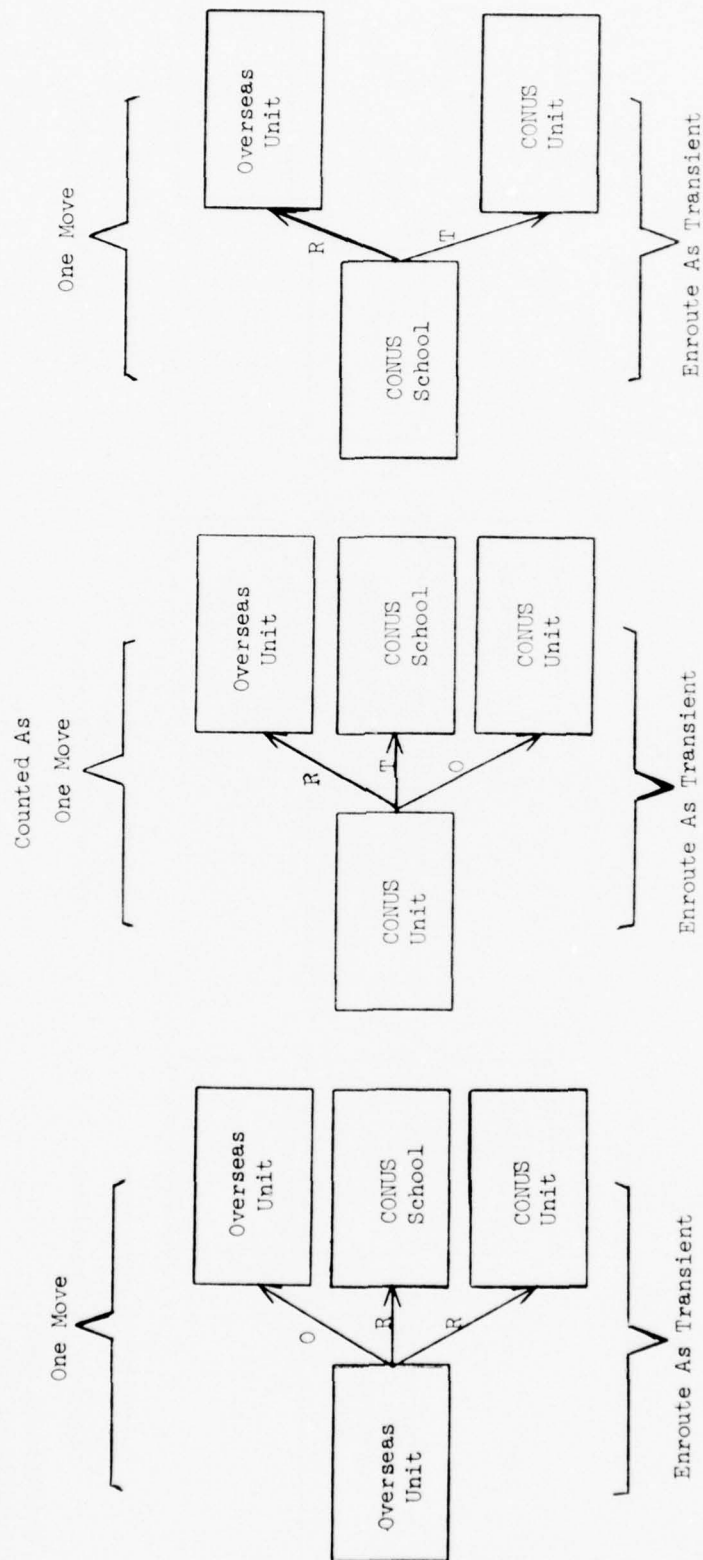 Counted As
One Move
One Move
One Move
Overseas
Unit
O
R
R
Overseas
Unit
CONUS
School
CONUS
Unit
CONUS
Unit
R
T
O
Overseas
Unit
CONUS
School
CONUS
Unit
CONUS
School
R
T
Overseas
Unit
CONUS
Unit
Enroute As Transient
Enroute As Transient
Enroute As Transient